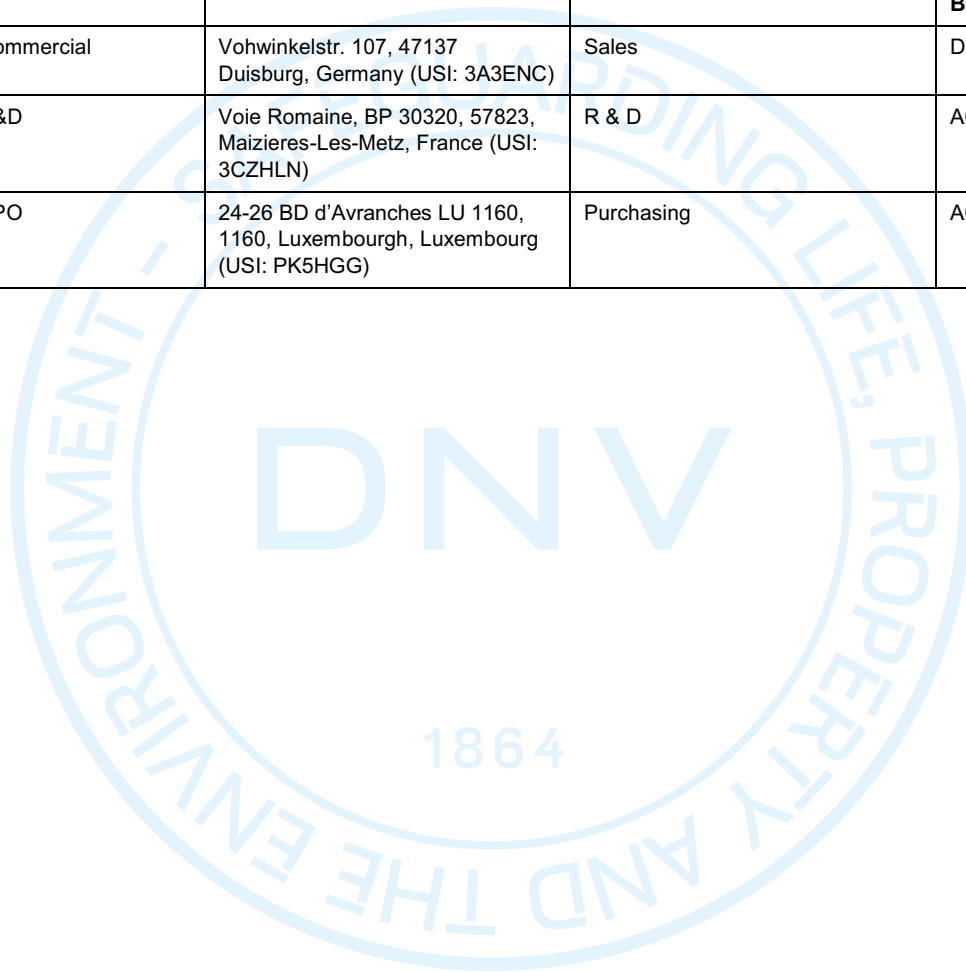 B
ommercial Vohwinkelstr. 107, 47137 Sales D
Duisburg, Germany (USI: 3A3ENC)
&D Voie Romaine, BP 30320, 57823, R & D A
Maizieres-Les-Metz, France (USI:
3CZHLN)
PO 24-26 BD d’Avranches LU 1160, Purchasing A
1160, Luxembourgh, Luxembourg
(USI: PK5HGG)
SAFEGUARDING LIFE, PROPERTY AND THE ENVIRONMENT -
DNV
1864